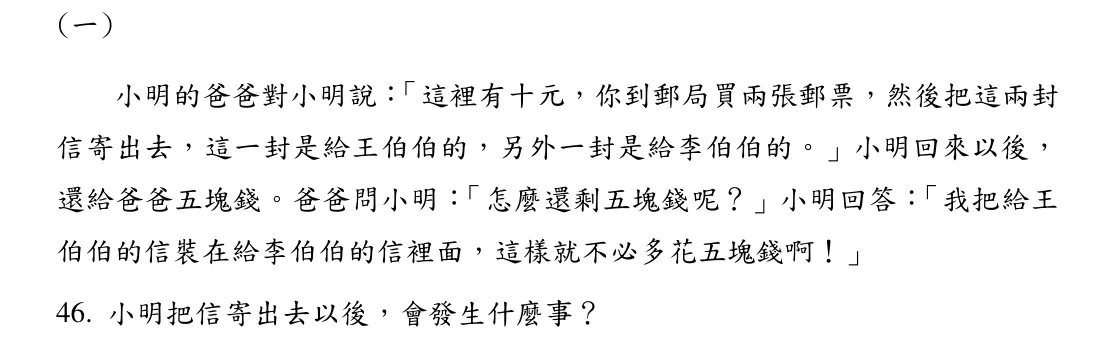 （一）
小明的爸爸對小明說：「這裡有十元，你到郵局買兩張郵票，然後把這兩封
信寄出去，這一封是給王伯伯的，另外一封是給李伯伯的。」小明回來以後，
還給爸爸五塊錢。爸爸問小明：「怎麼還剩五塊錢呢？」小明回答：「我把給王
伯伯的信裝在給李伯伯的信裡面，這樣就不必多花五塊錢啊！」
46. 小明把信寄出去以後，會發生什麼事？